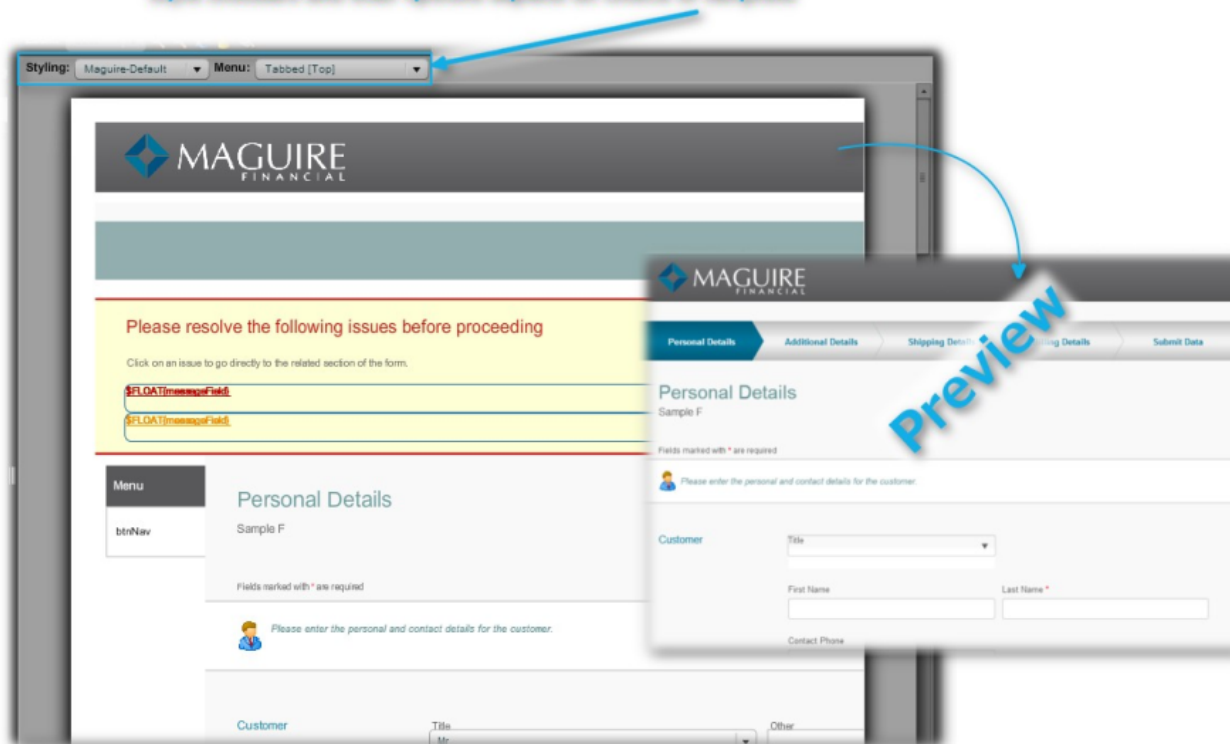 Styling: Maguire-Default Menu: Tabbed [Top]
MAGUIRE
FINANCIAL
Please resolve the following issues before proceeding
Click on an issue to go directly to the related section of the form.
$FLOAT{messageField}
$FLOAT{messageField}
Menu
btnNav
Personal Details
Sample F
Fields marked with * are required
Please enter the personal and contact details for the customer.
Customer
Title
Other
Mr
MAGUIRE
FINANCIAL
Personal Details Additional Details Shipping Details Details Submit Data
Preview
Personal Details
Sample F
Fields marked with * are required
Please enter the personal and contact details for the customer.
Customer
Title
First Name Last Name *
Contact Phone